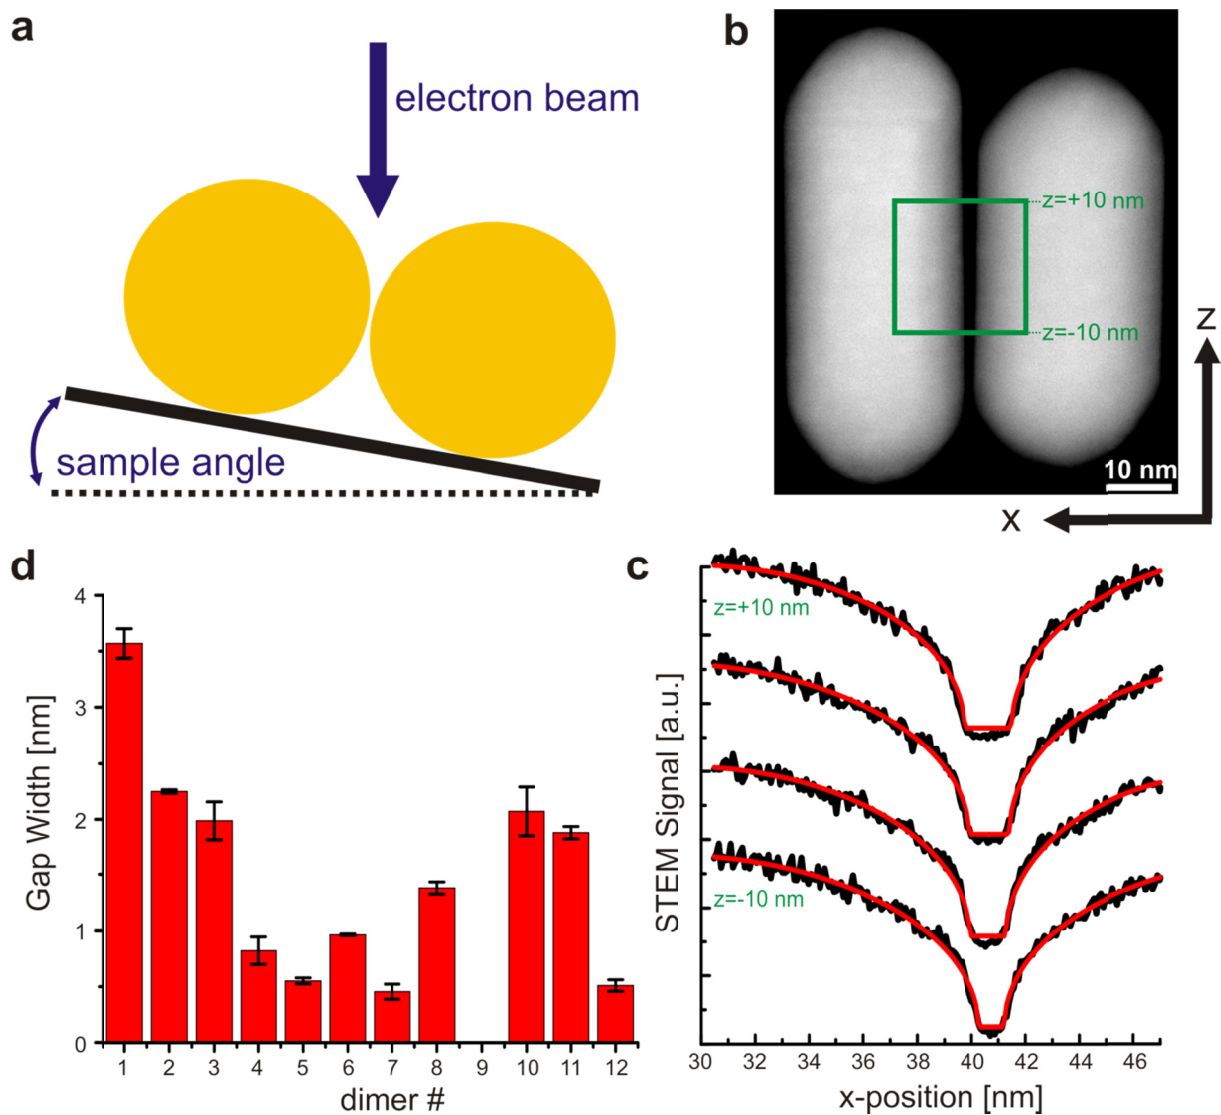 a
electron beam
sample angle
b
z=+10 nm
z=-10 nm
10 nm
z
x
d
4
3
2
1
0
Gap Width [nm]
1 2 3 4 5 6 7 8 9 10 11 12
dimer #
c
z=+10 nm
z=-10 nm
STEM Signal [a.u.]
30 32 34 36 38 40 42 44 46
x-position [nm]